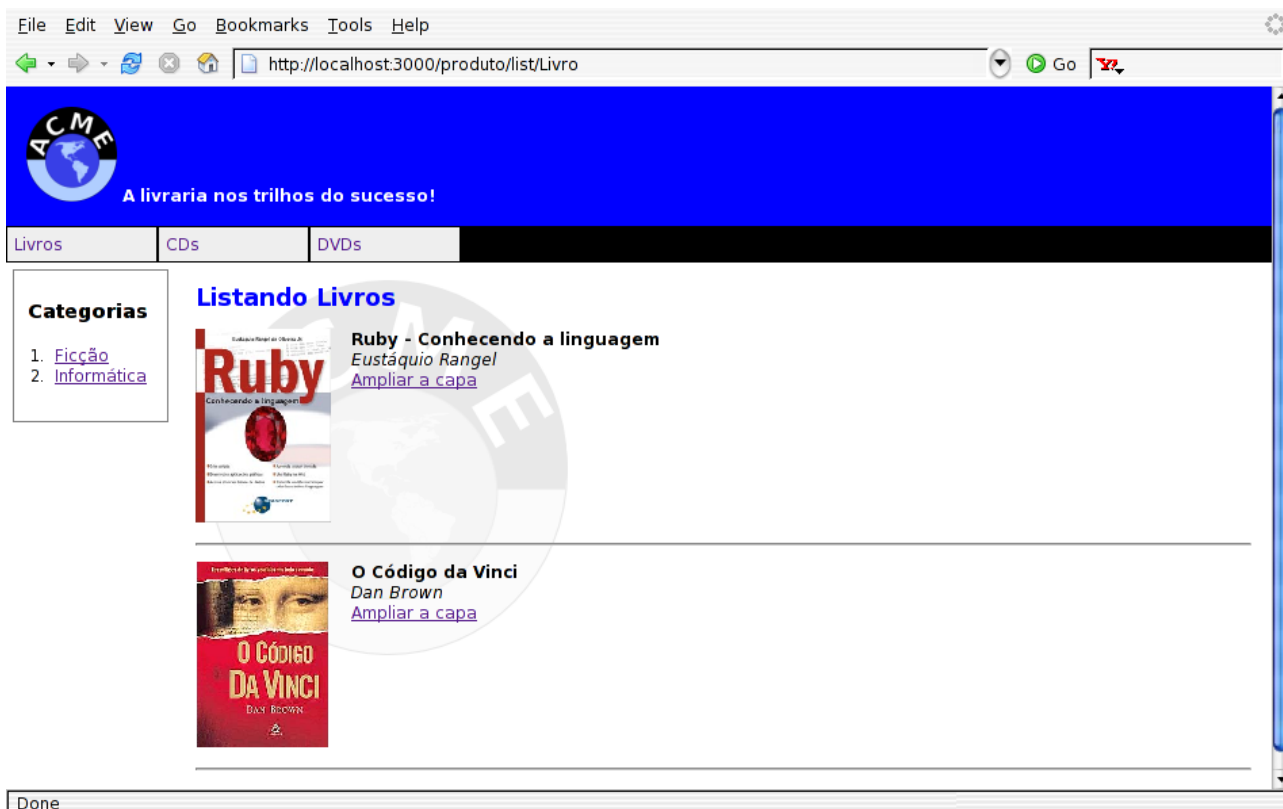 File Edit View Go Bookmarks Tools Help
http://localhost:3000/produto/list/Livro
Go
Y!
ACME
A livraria nos trilhos do sucesso!
Livros CDs DVDs
Categorias
1. Ficção
2. Informática
Listando Livros
Ruby
Conhecendo a linguagem
Ruby - Conhecendo a linguagem
Eustáquio Rangel
Ampliar a capa
ACME
O CÓDIGO
DA VINCI
DAN BROWN
O Código da Vinci
Dan Brown
Ampliar a capa
Done